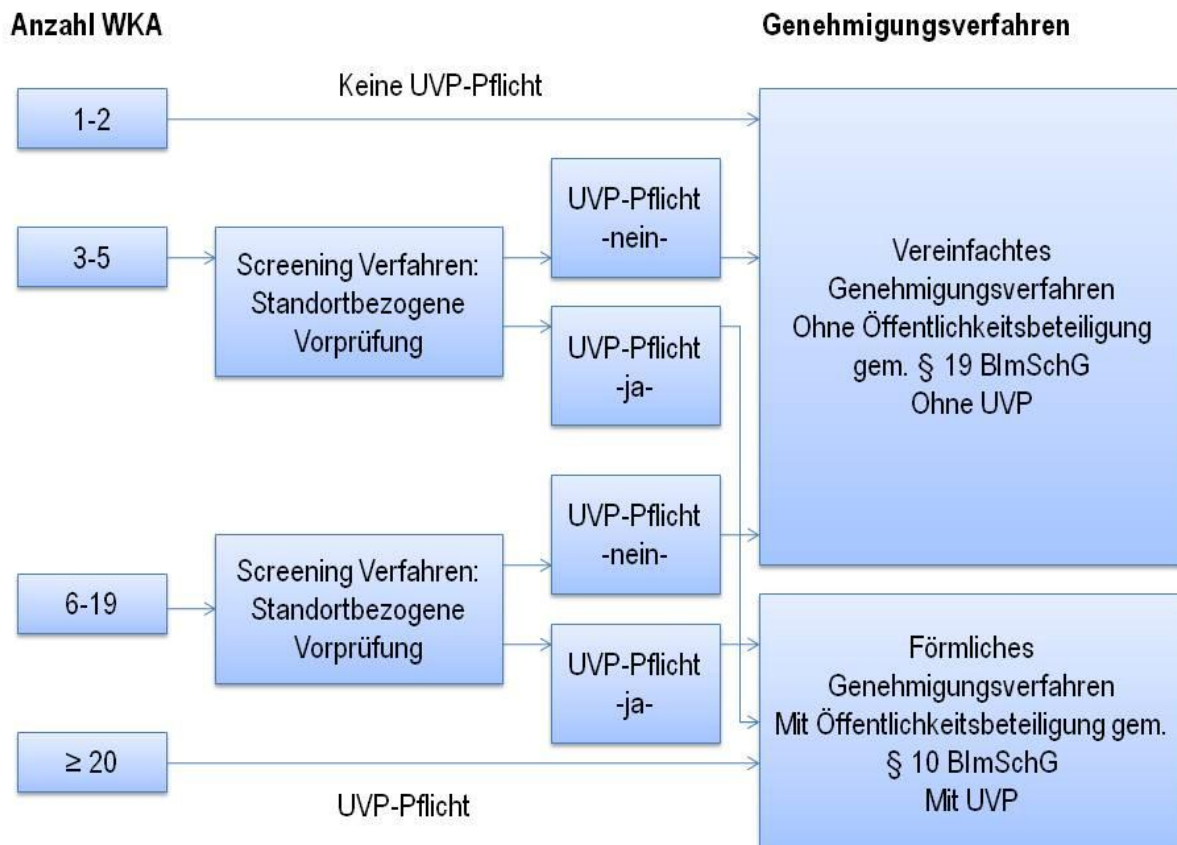 Anzahl WKA
Genehmigungsverfahren
Keine UVP-Pflicht
1-2
3-5
Screening Verfahren:
Standortbezogene
Vorprüfung
UVP-Pflicht
-nein-
UVP-Pflicht
-ja-
Vereinfachtes
Genehmigungsverfahren
Ohne Öffentlichkeitsbeteiligung
gem. § 19 BImSchG
Ohne UVP
6-19
Screening Verfahren:
Standortbezogene
Vorprüfung
UVP-Pflicht
-nein-
UVP-Pflicht
-ja-
Förmliches
Genehmigungsverfahren
Mit Öffentlichkeitsbeteiligung gem.
§ 10 BImSchG
Mit UVP
≥ 20
UVP-Pflicht